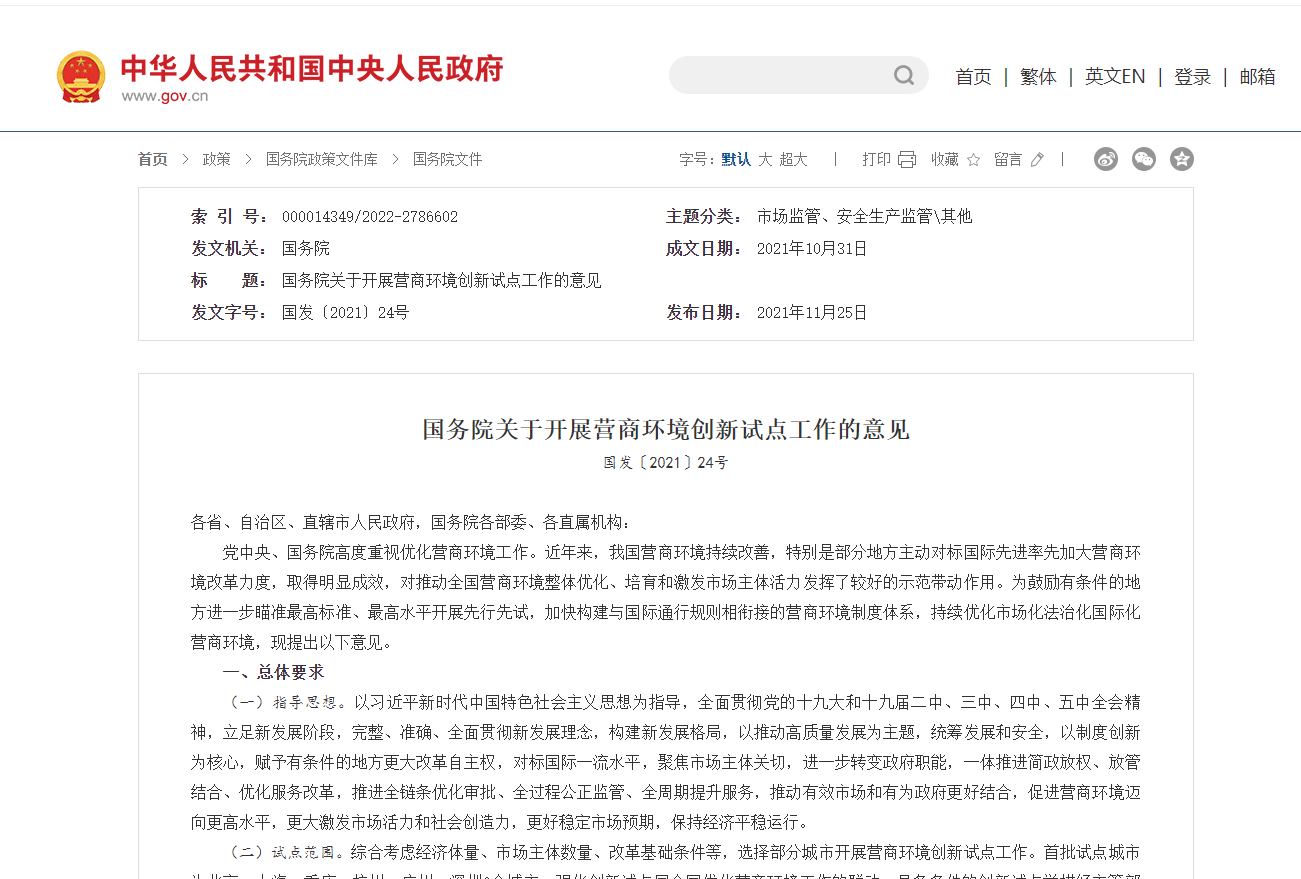 中华人民共和国中央人民政府
www.gov.cn
首页 | 繁体 | 英文EN | 登录 | 邮箱
首页 > 政策 > 国务院政策文件库 > 国务院文件
字号：默认 大 超大 | 打印 收藏 留言 |
索 引 号： 000014349/2022-2786602
主题分类： 市场监管、安全生产监管\其他
发文机关： 国务院
成文日期： 2021年10月31日
标 题： 国务院关于开展营商环境创新试点工作的意见
发文字号： 国发〔2021〕24号
发布日期： 2021年11月25日
国务院关于开展营商环境创新试点工作的意见
国发〔2021〕24号
各省、自治区、直辖市人民政府，国务院各部委、各直属机构：
党中央、国务院高度重视优化营商环境工作。近年来，我国营商环境持续改善，特别是部分地方主动对标国际先进率先加大营商环
境改革力度，取得明显成效，对推动全国营商环境整体优化、培育和激发市场主体活力发挥了较好的示范带动作用。为鼓励有条件的地
方进一步瞄准最高标准、最高水平开展先行先试，加快构建与国际通行规则相衔接的营商环境制度体系，持续优化市场化法治化国际化
营商环境，现提出以下意见。
一、总体要求
（一）指导思想。以习近平新时代中国特色社会主义思想为指导，全面贯彻党的十九大和十九届二中、三中、四中、五中全会精
神，立足新发展阶段，完整、准确、全面贯彻新发展理念，构建新发展格局，以推动高质量发展为主题，统筹发展和安全，以制度创新
为核心，赋予有条件的地方更大改革自主权，对标国际一流水平，聚焦市场主体关切，进一步转变政府职能，一体推进简政放权、放管
结合、优化服务改革，推进全链条优化审批、全过程公正监管、全周期提升服务，推动有效市场和有为政府更好结合，促进营商环境迈
向更高水平，更大激发市场活力和社会创造力，更好稳定市场预期，保持经济平稳运行。
（二）试点范围。综合考虑经济体量、市场主体数量、改革基础条件等，选择部分城市开展营商环境创新试点工作。首批试点城市